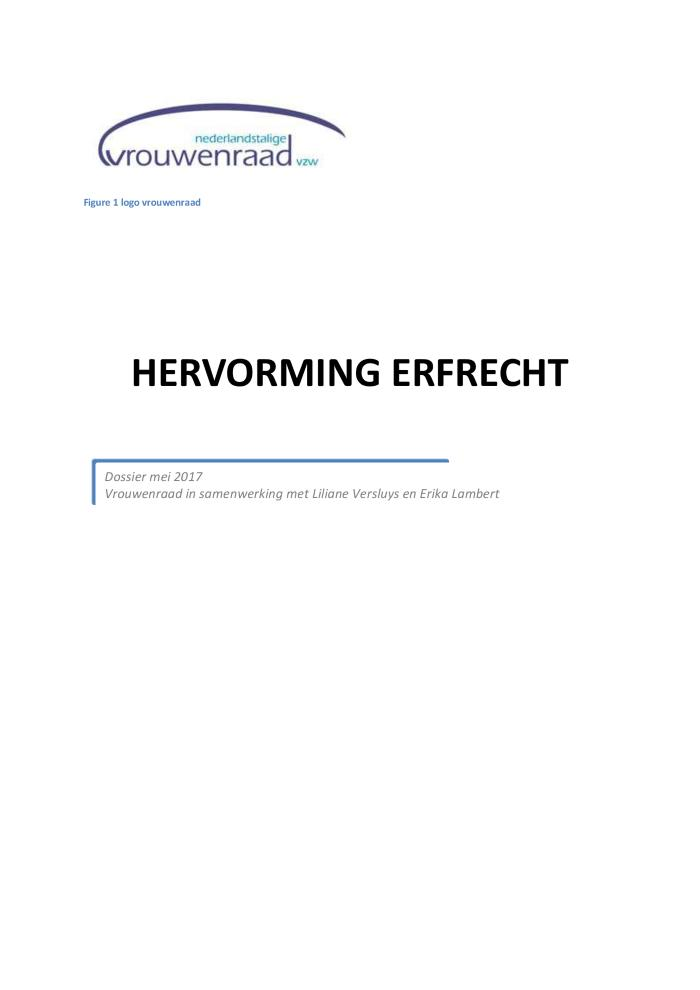 nederlandstalige
vrouwenraad vzw
Figure 1 logo vrouwenraad
HERVORMING ERFRECHT
Dossier mei 2017
Vrouwenraad in samenwerking met Liliane Versluys en Erika Lambert